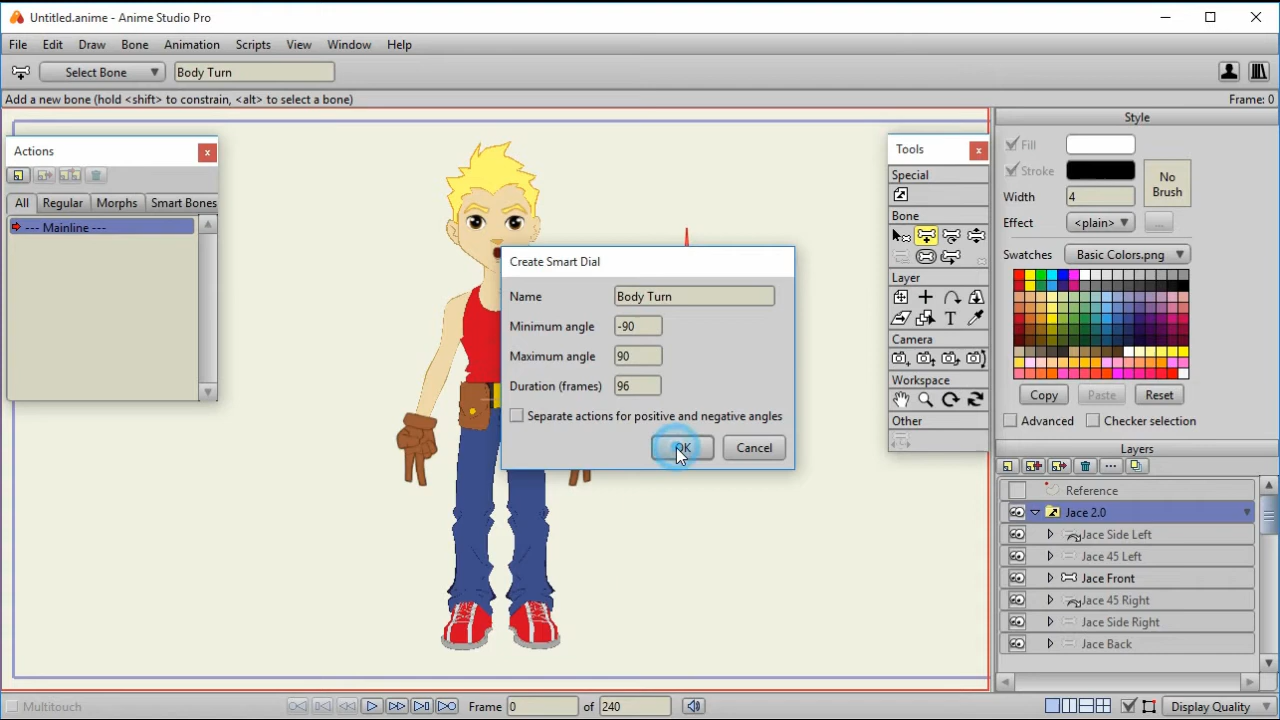 Untitled.anime - Anime Studio Pro
File Edit Draw Bone Animation Scripts View Window Help
Select Bone Body Turn
Add a new bone (hold <shift> to constrain, <alt> to select a bone) Frame: 0
Actions
All Regular Morphs Smart Bones
--- Mainline ---
Create Smart Dial
Name Body Turn
Minimum angle -90
Maximum angle 90
Duration (frames) 96
Separate actions for positive and negative angles
OK Cancel
Tools
Special
Bone
Layer
T
Camera
Workspace
Other
Style
Fill
Stroke
No
Brush
Width 4
Effect <plain> ...
Swatches Basic Colors.png
Copy Paste Reset
Advanced Checker selection
Layers
Reference
Jace 2.0
Jace Side Left
Jace 45 Left
Jace Front
Jace 45 Right
Jace Side Right
Jace Back
Multitouch Frame 0 of 240 Display Quality